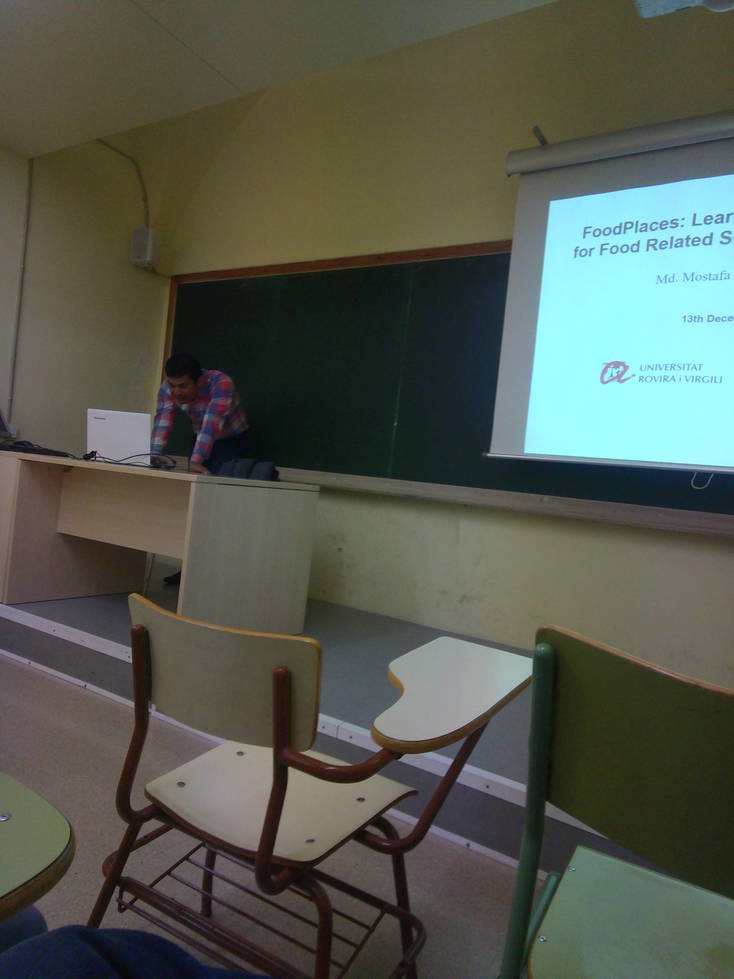 FoodPlaces: Lear
for Food Related S
Md. Mostafa
13th Dece
UNIVERSITAT
ROVIRA i VIRGILI